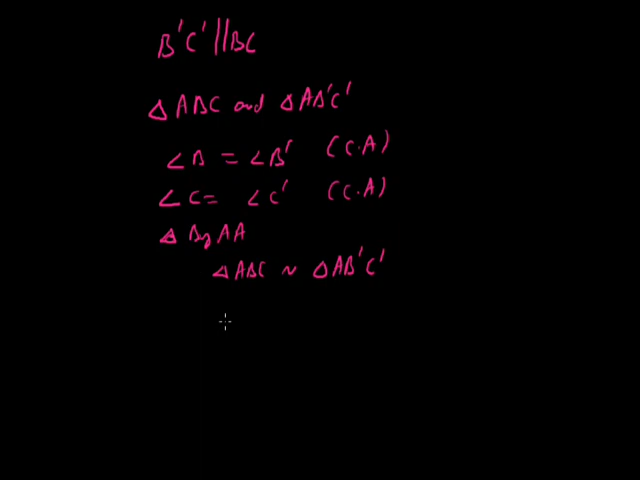 B'C' || BC
△ ABC and △ AB'C'
∠B = ∠B' (C.A)
∠C = ∠C' (C.A)
△ By AA
△ABC ~ △AB'C'